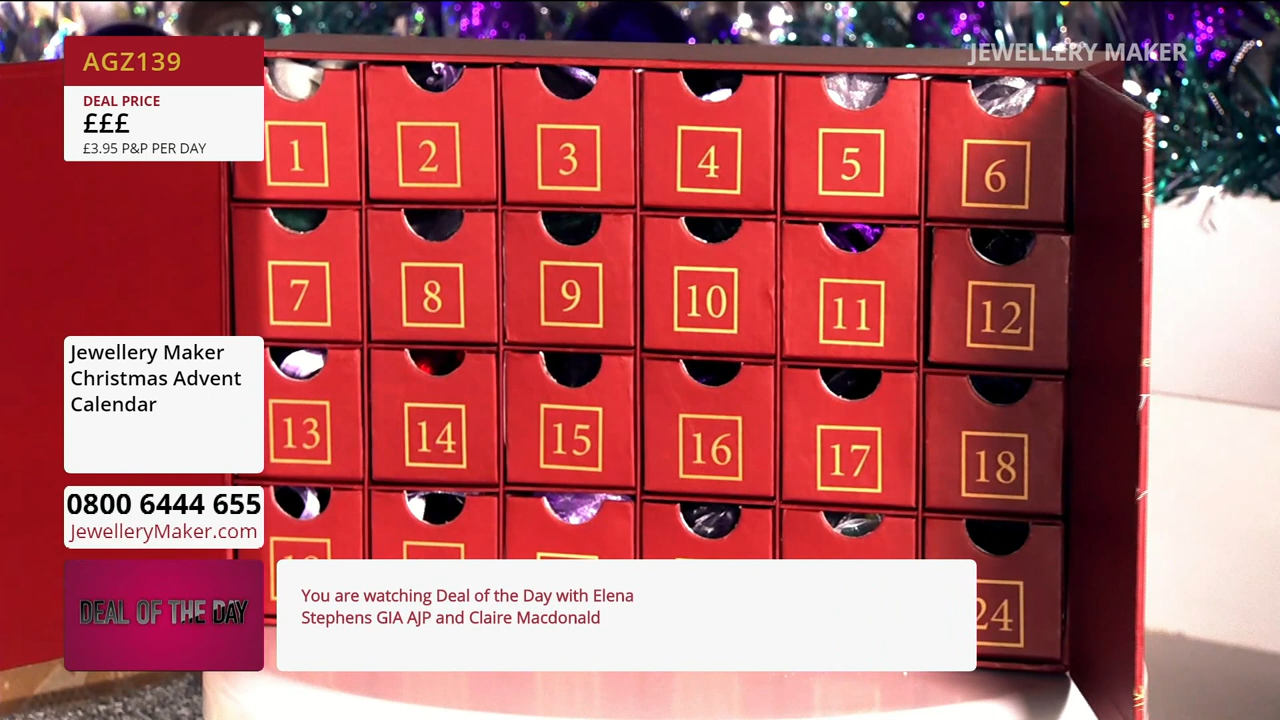 AGZ139
JEWELLERY MAKER
DEAL PRICE
£££
£3.95 P&P PER DAY
1 2 3 4 5 6
7 8 9 10 11 12
Jewellery Maker
Christmas Advent
Calendar
13 14 15 16 17 18
0800 6444 655
JewelleryMaker.com
24
DEAL OF THE DAY
You are watching Deal of the Day with Elena
Stephens GIA AJP and Claire Macdonald